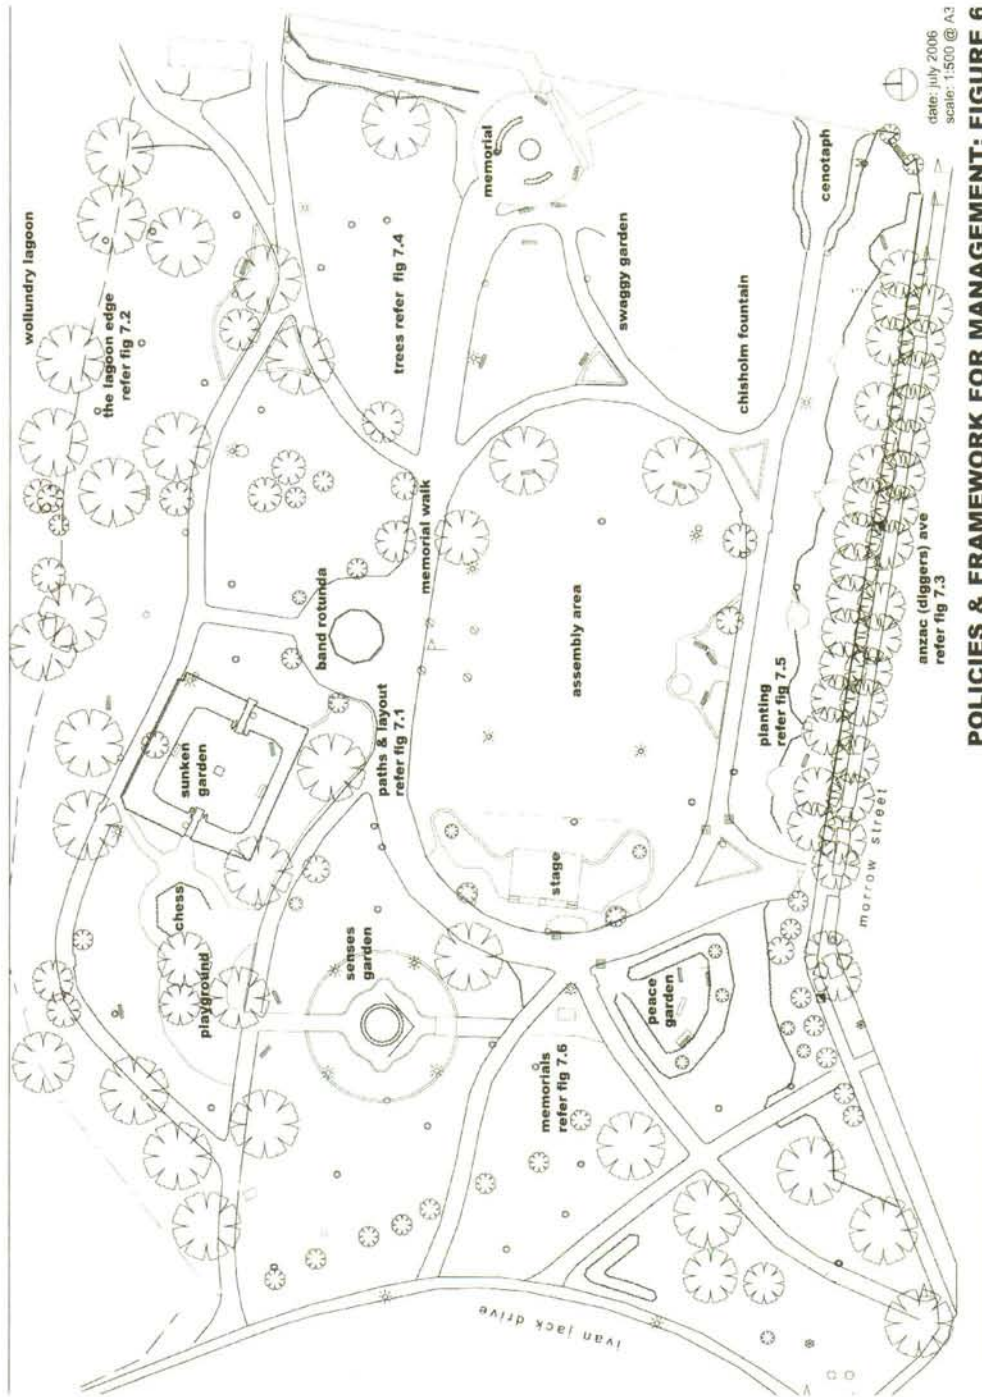 wollundry lagoon
the lagoon edge
refer fig 7.2
trees refer fig 7.4
memorial
swaggy garden
chisholm fountain
cenotaph
memorial walk
band rotunda
sunken
garden
paths & layout
refer fig 7.1
assembly area
planting
refer fig 7.5
anzac (diggers) ave
refer fig 7.3
morrow street
stage
chess
playground
senses
garden
peace
garden
memorials
refer fig 7.6
ivan jack drive
date: july 2006
scale: 1:500 @ A3
POLICIES & FRAMEWORK FOR MANAGEMENT: FIGURE 6